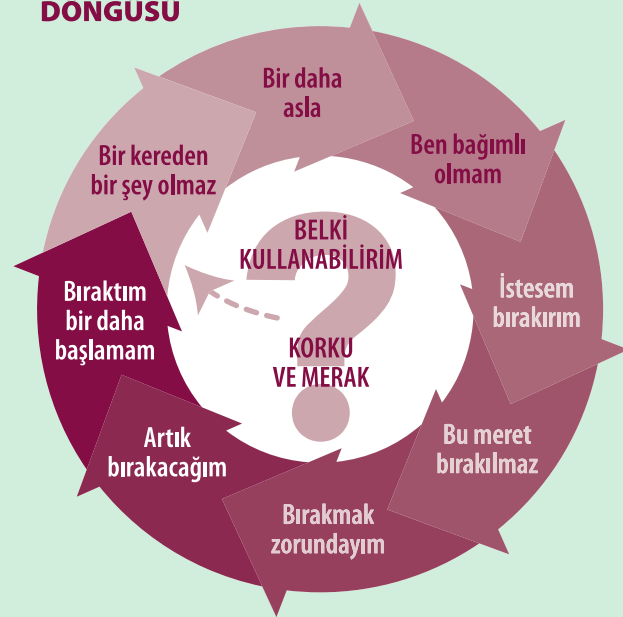 DÖNGÜSÜ
Bir daha
asla
Ben bağımlı
olmam
İstesem
bırakırım
Bu meret
bırakılmaz
Bırakmak
zorundayım
Artık
bırakacağım
Bıraktım
bir daha
başlamam
Bir kereden
bir şey olmaz
BELKİ
KULLANABİLİRİM
KORKU
VE MERAK
?